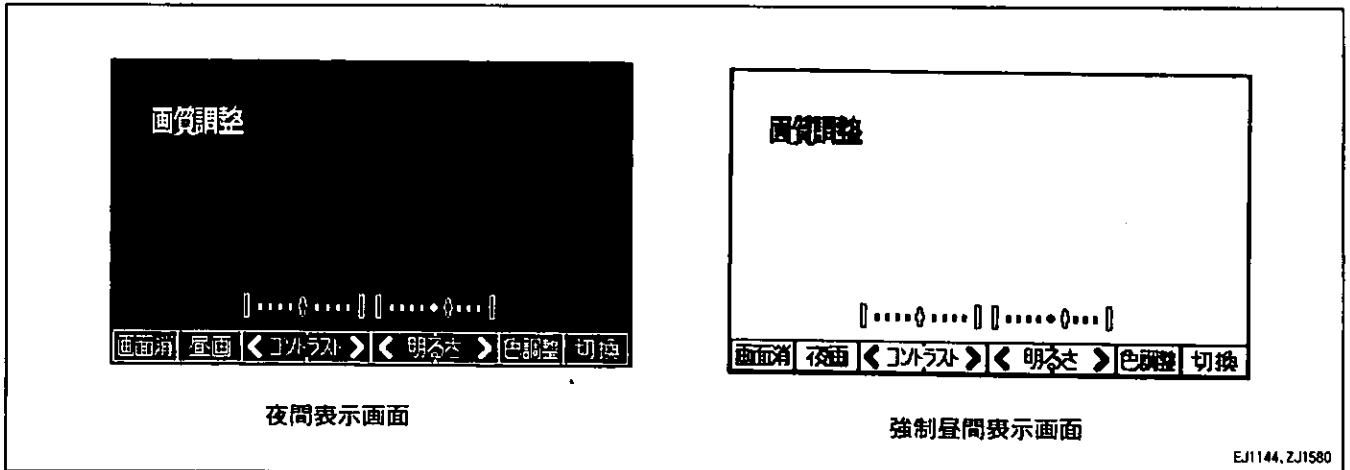 画質調整
画面消 昼画 < コントラスト > < 明るさ > 色調整 切換
夜間表示画面
画質調整
画面消 夜画 < コントラスト > < 明るさ > 色調整 切換
強制昼間表示画面
EJ1144, ZJ1580